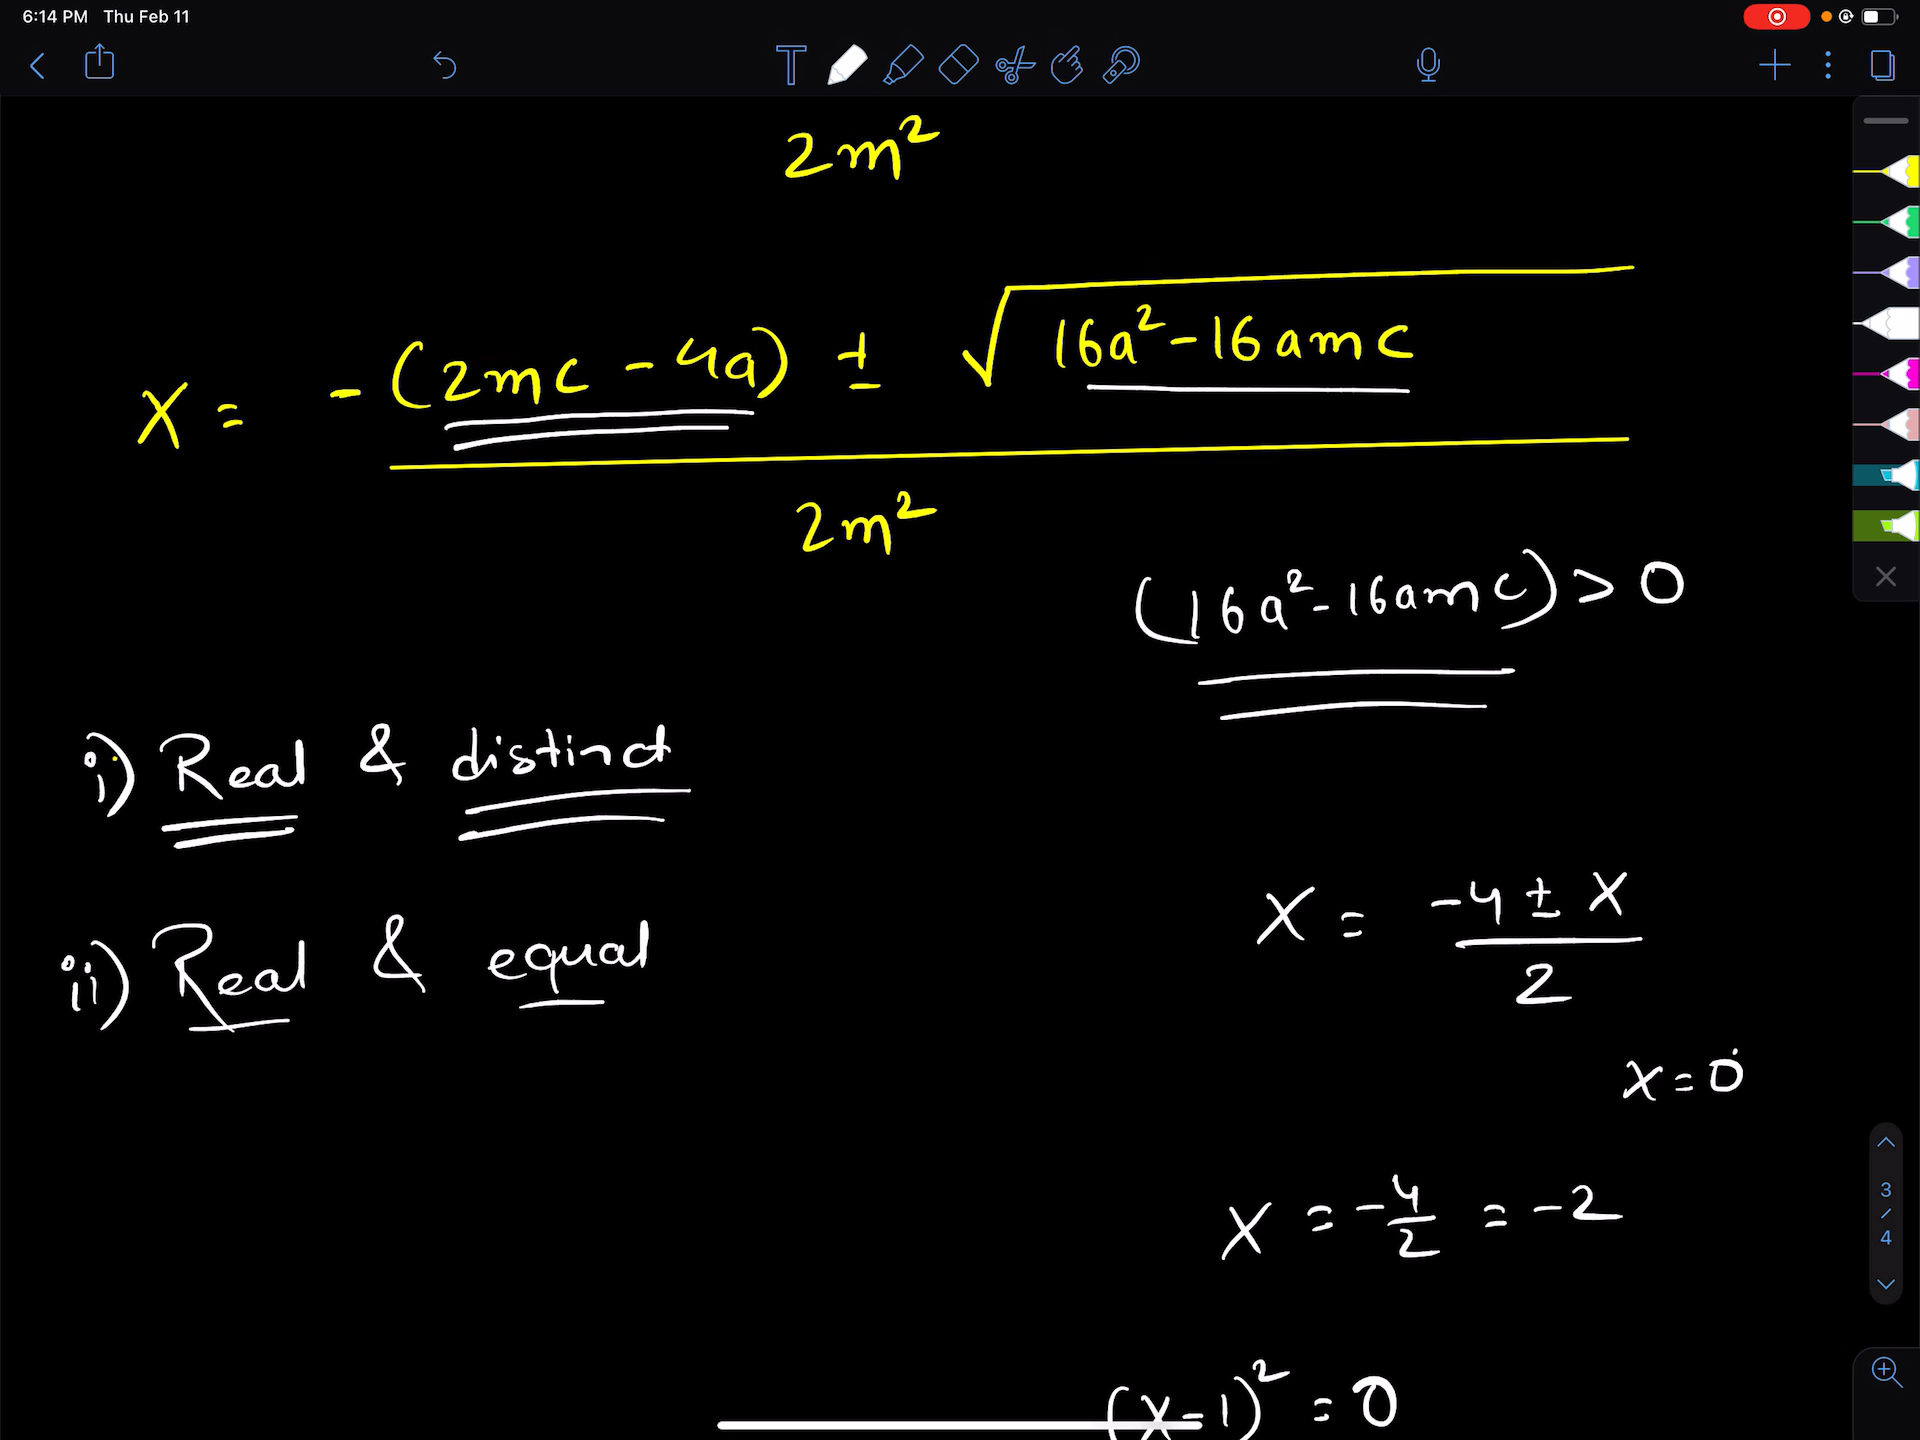 6:14 PM Thu Feb 11
2m²
x = -(2mc - 4a) ± √(16a² - 16amc)
2m²
(16a² - 16amc) > 0
i) Real & distinct
x = -4 ± x
2
ii) Real & equal
x = 0
3
/
4
x = -4/2 = -2
(x-1)² = 0